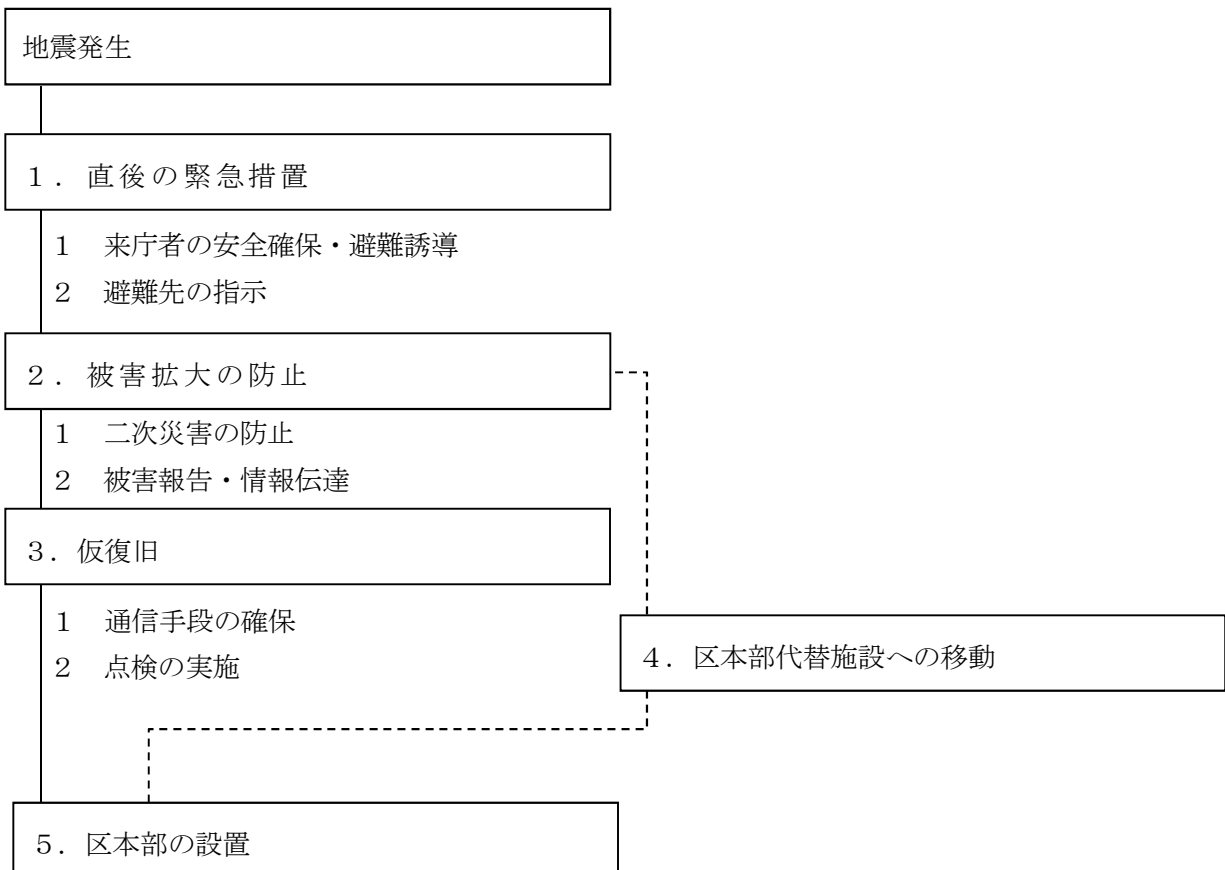 地震発生
１．直後の緊急措置
１　来庁者の安全確保・避難誘導
２　避難先の指示
２．被害拡大の防止
１　二次災害の防止
２　被害報告・情報伝達
３．仮復旧
１　通信手段の確保
２　点検の実施
４．区本部代替施設への移動
５．区本部の設置